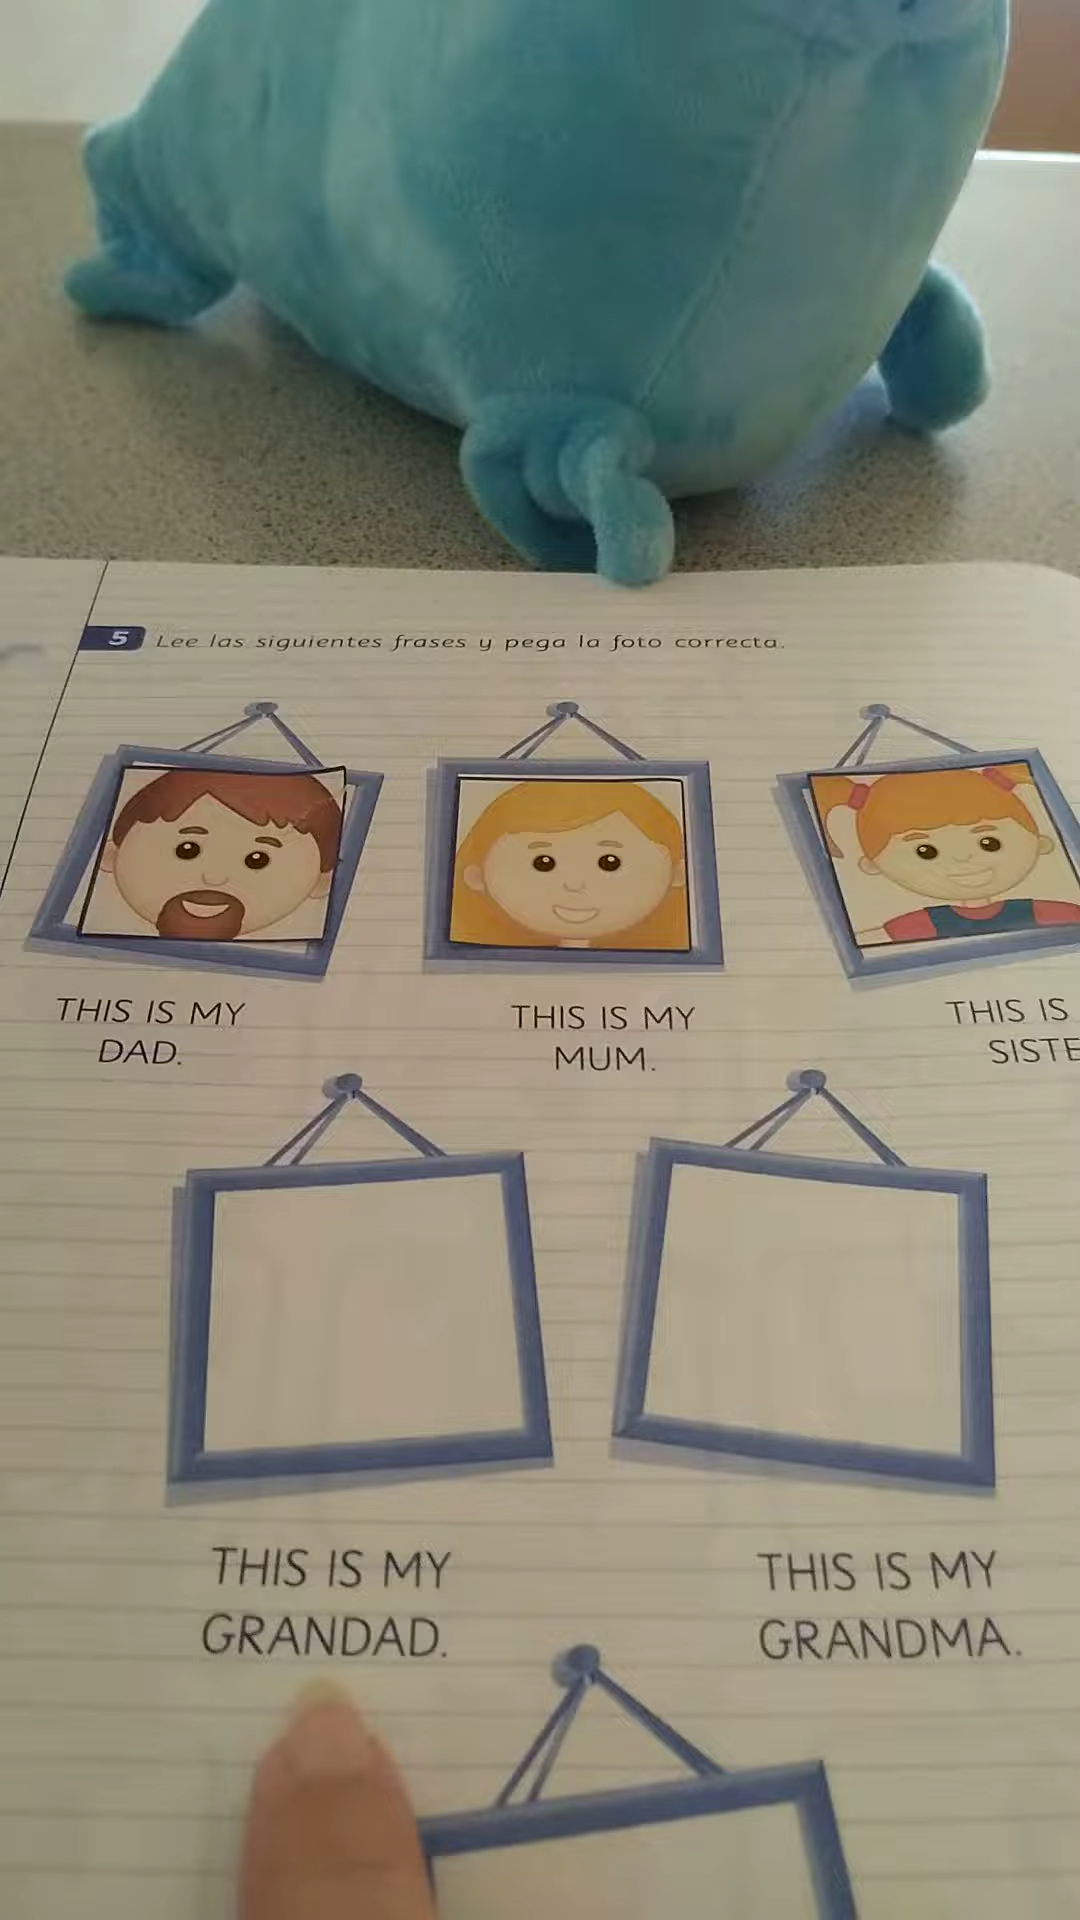 5 Lee las siguientes frases y pega la foto correcta.
THIS IS MY
DAD.
THIS IS MY
MUM.
THIS IS
SISTE
THIS IS MY
GRANDAD.
THIS IS MY
GRANDMA.